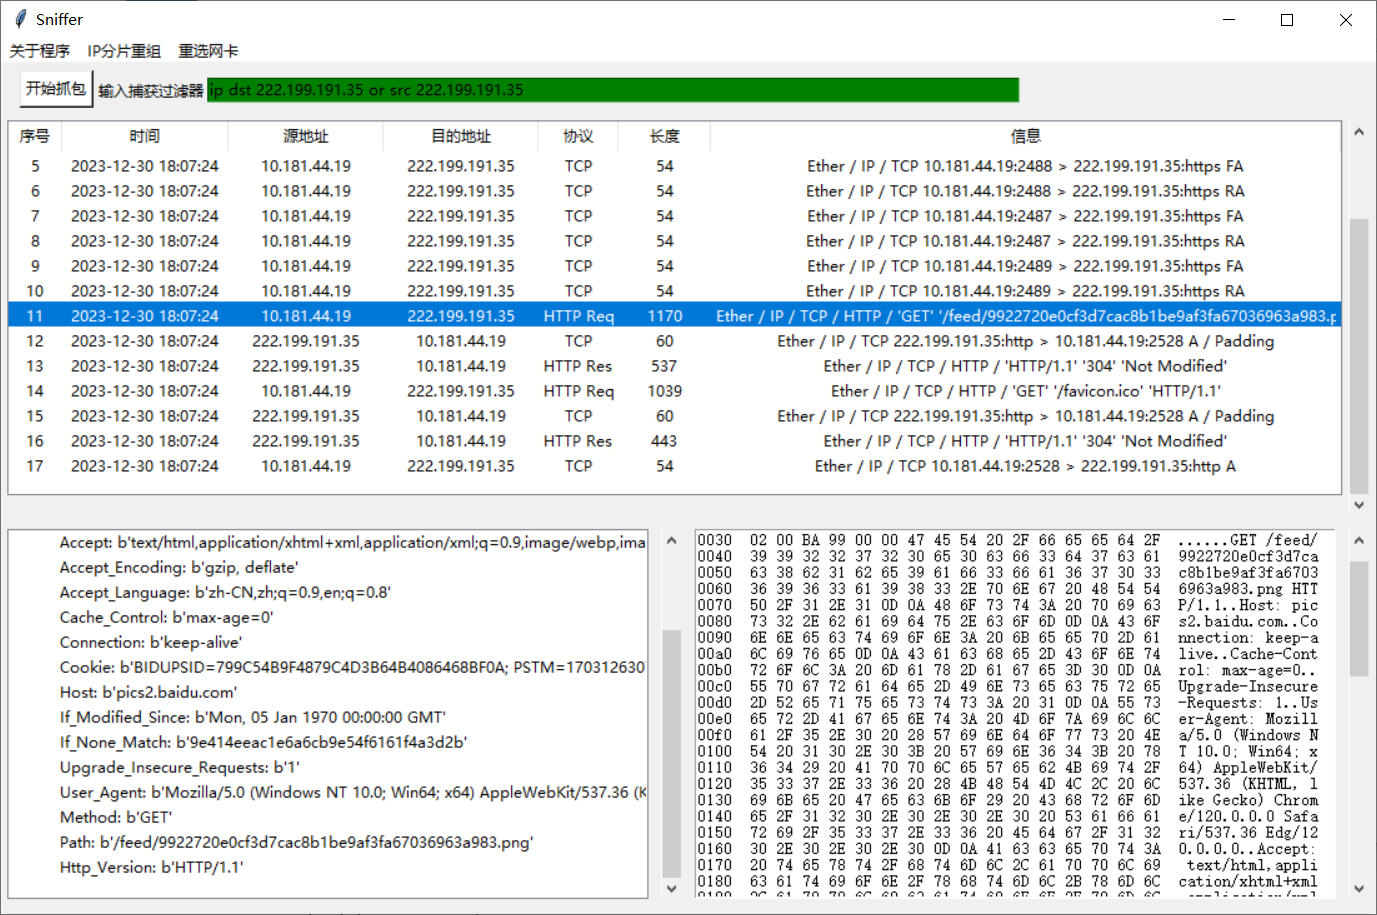 Sniffer
关于程序 IP分片重组 重选网卡
开始抓包 输入捕获过滤器 ip dst 222.199.191.35 or src 222.199.191.35
序号 时间 源地址 目的地址 协议 长度 信息
5 2023-12-30 18:07:24 10.181.44.19 222.199.191.35 TCP 54 Ether / IP / TCP 10.181.44.19:2488 > 222.199.191.35:https FA
6 2023-12-30 18:07:24 10.181.44.19 222.199.191.35 TCP 54 Ether / IP / TCP 10.181.44.19:2488 > 222.199.191.35:https RA
7 2023-12-30 18:07:24 10.181.44.19 222.199.191.35 TCP 54 Ether / IP / TCP 10.181.44.19:2487 > 222.199.191.35:https FA
8 2023-12-30 18:07:24 10.181.44.19 222.199.191.35 TCP 54 Ether / IP / TCP 10.181.44.19:2487 > 222.199.191.35:https RA
9 2023-12-30 18:07:24 10.181.44.19 222.199.191.35 TCP 54 Ether / IP / TCP 10.181.44.19:2489 > 222.199.191.35:https FA
10 2023-12-30 18:07:24 10.181.44.19 222.199.191.35 TCP 54 Ether / IP / TCP 10.181.44.19:2489 > 222.199.191.35:https RA
11 2023-12-30 18:07:24 10.181.44.19 222.199.191.35 HTTP Req 1170 Ether / IP / TCP / HTTP / 'GET' '/feed/9922720e0cf3d7cac8b1be9af3fa67036963a983.p
12 2023-12-30 18:07:24 222.199.191.35 10.181.44.19 TCP 60 Ether / IP / TCP 222.199.191.35:http > 10.181.44.19:2528 A / Padding
13 2023-12-30 18:07:24 222.199.191.35 10.181.44.19 HTTP Res 537 Ether / IP / TCP / HTTP / 'HTTP/1.1' '304' 'Not Modified'
14 2023-12-30 18:07:24 10.181.44.19 222.199.191.35 HTTP Req 1039 Ether / IP / TCP / HTTP / 'GET' '/favicon.ico' 'HTTP/1.1'
15 2023-12-30 18:07:24 222.199.191.35 10.181.44.19 TCP 60 Ether / IP / TCP 222.199.191.35:http > 10.181.44.19:2528 A / Padding
16 2023-12-30 18:07:24 222.199.191.35 10.181.44.19 HTTP Res 443 Ether / IP / TCP / HTTP / 'HTTP/1.1' '304' 'Not Modified'
17 2023-12-30 18:07:24 10.181.44.19 222.199.191.35 TCP 54 Ether / IP / TCP 10.181.44.19:2528 > 222.199.191.35:http A
Accept: b'text/html,application/xhtml+xml,application/xml;q=0.9,image/webp,ima
Accept_Encoding: b'gzip, deflate'
Accept_Language: b'zh-CN,zh;q=0.9,en;q=0.8'
Cache_Control: b'max-age=0'
Connection: b'keep-alive'
Cookie: b'BIDUPSID=799C54B9F4879C4D3B64B4086468BF0A; PSTM=170312630
Host: b'pics2.baidu.com'
If_Modified_Since: b'Mon, 05 Jan 1970 00:00:00 GMT'
If_None_Match: b'9e414eeac1e6a6cb9e54f6161f4a3d2b'
Upgrade_Insecure_Requests: b'1'
User_Agent: b'Mozilla/5.0 (Windows NT 10.0; Win64; x64) AppleWebKit/537.36 (K
Method: b'GET'
Path: b'/feed/9922720e0cf3d7cac8b1be9af3fa67036963a983.png'
Http_Version: b'HTTP/1.1'
0030 02 00 BA 99 00 00 47 45 54 20 2F 66 65 65 64 2F ......GET /feed/
0040 39 39 32 32 37 32 30 65 30 63 66 33 64 37 63 61 9922720e0cf3d7ca
0050 63 38 62 31 62 65 39 61 66 33 66 61 36 37 30 33 c8b1be9af3fa6703
0060 36 39 36 33 61 39 38 33 2E 70 6E 67 20 48 54 54 6963a983.png HTT
0070 50 2F 31 2E 31 0D 0A 48 6F 73 74 3A 20 70 69 63 P/1.1..Host: pic
0080 73 32 2E 62 61 69 64 75 2E 63 6F 6D 0D 0A 43 6F s2.baidu.com..Co
0090 6E 6E 65 63 74 69 6F 6E 3A 20 6B 65 65 70 2D 61 nnection: keep-a
00a0 6C 69 76 65 0D 0A 43 61 63 68 65 2D 43 6F 6E 74 live..Cache-Cont
00b0 72 6F 6C 3A 20 6D 61 78 2D 61 67 65 3D 30 0D 0A rol: max-age=0..
00c0 55 70 67 72 61 64 65 2D 49 6E 73 65 63 75 72 65 Upgrade-Insecure
00d0 2D 52 65 71 75 65 73 74 73 3A 20 31 0D 0A 55 73 -Requests: 1..Us
00e0 65 72 2D 41 67 65 6E 74 3A 20 4D 6F 7A 69 6C 6C er-Agent: Mozill
00f0 61 2F 35 2E 30 20 28 57 69 6E 64 6F 77 73 20 4E a/5.0 (Windows N
0100 54 20 31 30 2E 30 3B 20 57 69 6E 36 34 3B 20 78 T 10.0; Win64; x
0110 36 34 29 20 41 70 70 6C 65 57 65 62 4B 69 74 2F 64) AppleWebKit/
0120 35 33 37 2E 33 36 20 28 4B 48 54 4D 4C 2C 20 6C 537.36 (KHTML, l
0130 69 6B 65 20 47 65 63 6B 6F 29 20 43 68 72 6F 6D ike Gecko) Chrom
0140 65 2F 31 32 30 2E 30 2E 30 2E 30 20 53 61 66 61 e/120.0.0.0 Safa
0150 72 69 2F 35 33 37 2E 33 36 20 45 64 67 2F 31 32 ri/537.36 Edg/12
0160 30 2E 30 2E 30 2E 30 0D 0A 41 63 63 65 70 74 3A 0.0.0.0..Accept:
0170 20 74 65 78 74 2F 68 74 6D 6C 2C 61 70 70 6C 69 text/html,appli
0180 63 61 74 69 6F 6E 2F 78 68 74 6D 6C 2B 78 6D 6C cation/xhtml+xml